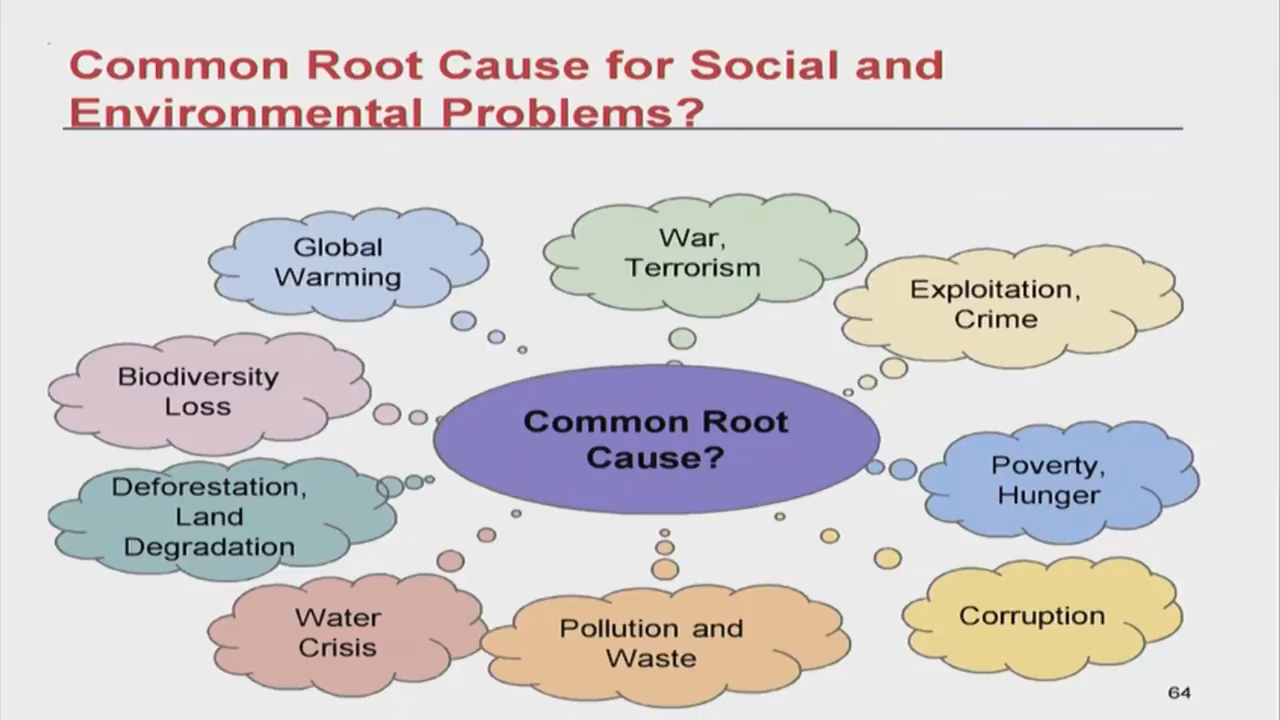 Common Root Cause for Social and
Environmental Problems?
Global
Warming
War,
Terrorism
Exploitation,
Crime
Biodiversity
Loss
Common Root
Cause?
Poverty,
Hunger
Deforestation,
Land
Degradation
Water
Crisis
Pollution and
Waste
Corruption
64